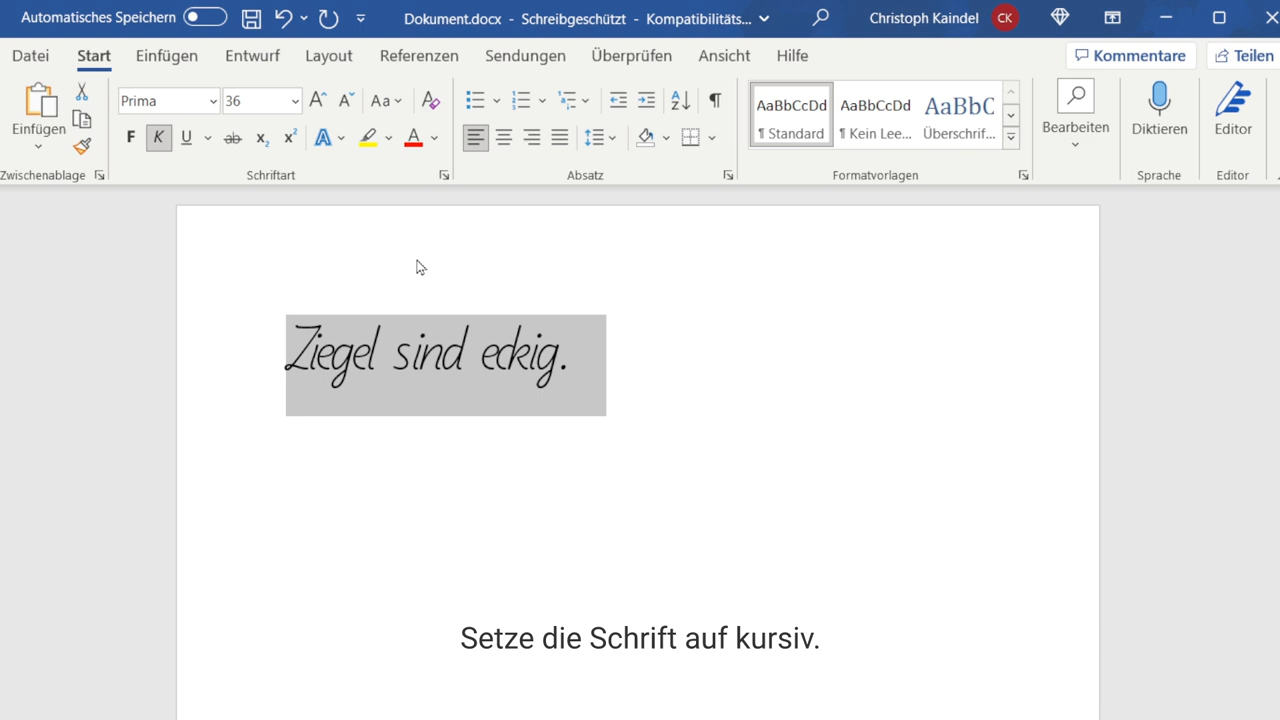 Automatisches Speichern Dokument.docx - Schreibgeschützt - Kompatibilitäts... Christoph Kaindel CK
Datei Start Einfügen Entwurf Layout Referenzen Sendungen Überprüfen Ansicht Hilfe Kommentare Teilen
Einfügen Prima 36 Aa AaBbCcDd AaBbCcDd AaBbC Bearbeiten Diktieren Editor
F K U ab x2 x2 A A ¶ Standard ¶ Kein Lee... Überschrif...
Zwischenablage Schriftart Absatz Formatvorlagen Sprache Editor
Ziegel sind eckig.
Setze die Schrift auf kursiv.